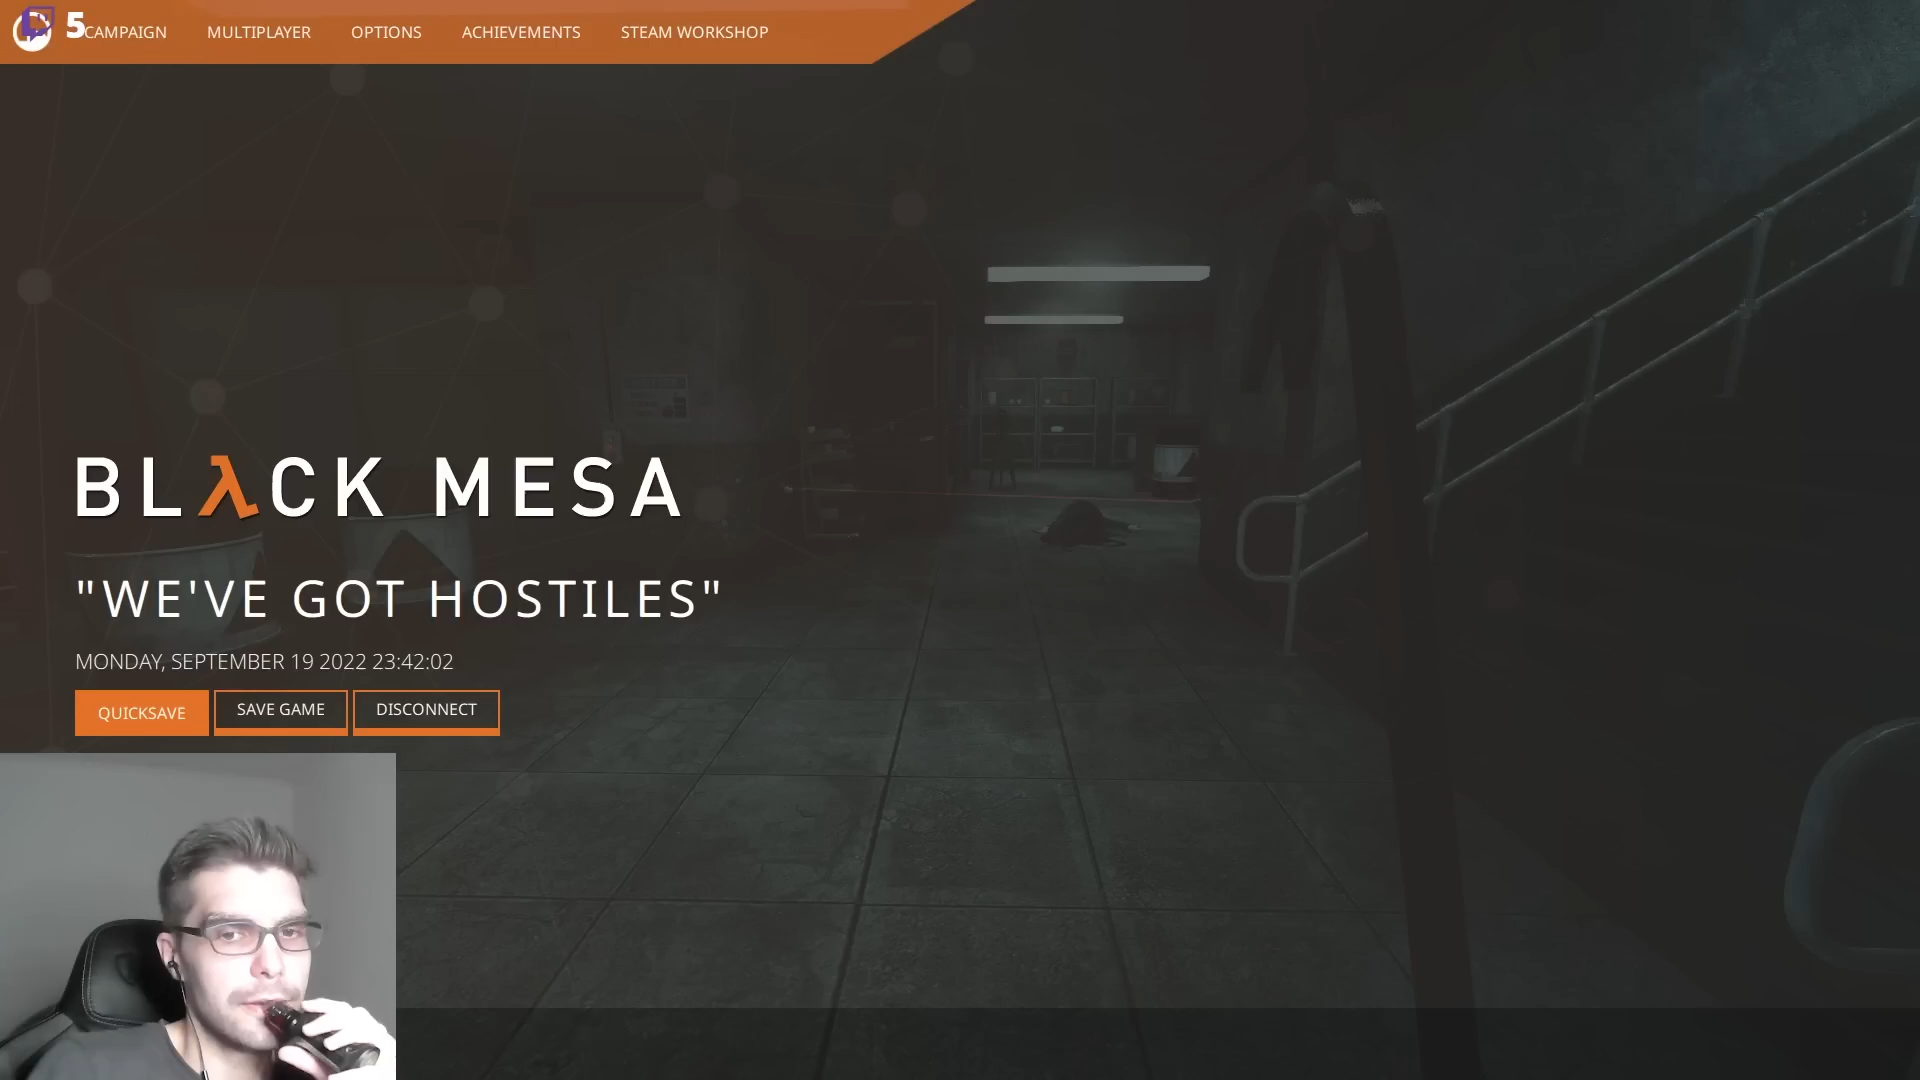 5
CAMPAIGN MULTIPLAYER OPTIONS ACHIEVEMENTS STEAM WORKSHOP
BLλCK MESA
"WE'VE GOT HOSTILES"
MONDAY, SEPTEMBER 19 2022 23:42:02
QUICKSAVE SAVE GAME DISCONNECT